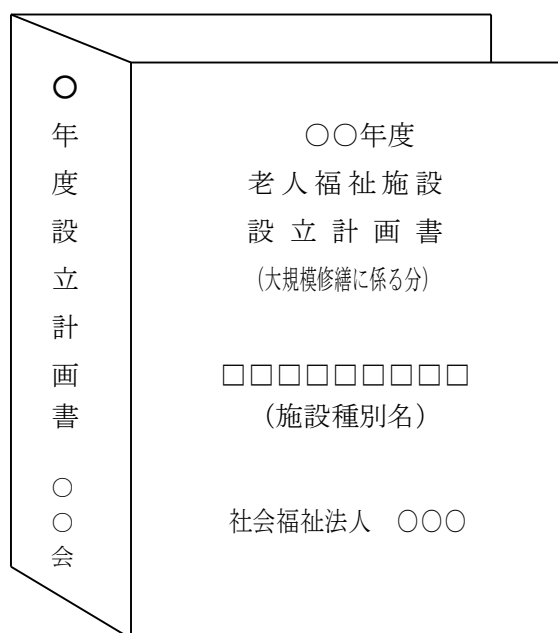 ○年度設立計画書 ○○会
○○年度
老人福祉施設
設立計画書
(大規模修繕に係る分)
□□□□□□□□□
(施設種別名)
社会福祉法人 ○○○